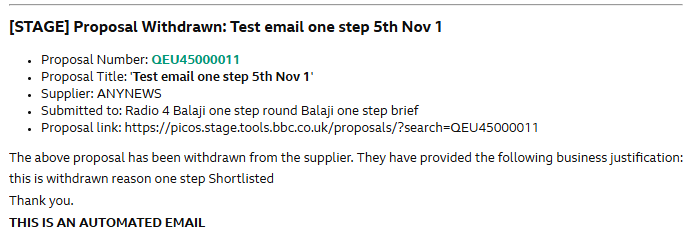 [STAGE] Proposal Withdrawn: Test email one step 5th Nov 1
• Proposal Number: QEU45000011
• Proposal Title: 'Test email one step 5th Nov 1'
• Supplier: ANYNEWS
• Submitted to: Radio 4 Balaji one step round Balaji one step brief
• Proposal link: https://picos.stage.tools.bbc.co.uk/proposals/?search=QEU45000011
The above proposal has been withdrawn from the supplier. They have provided the following business justification:
this is withdrawn reason one step Shortlisted
Thank you.
THIS IS AN AUTOMATED EMAIL